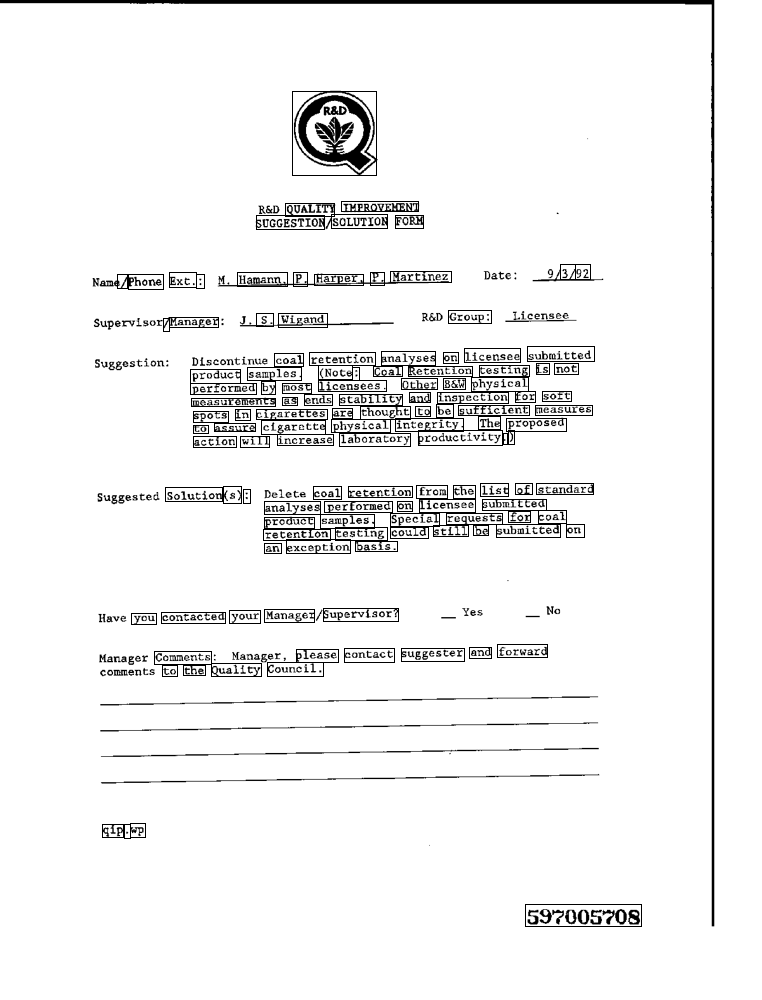 R&D
R&D QUALITY IMPROVEMENT
SUGGESTION/SOLUTION FORM
Name/Phone Ext.: M. Hamann, P. Harper, P. Martinez Date: 9/3/92
Supervisor/Manager: J. S. Wigand R&D Group: Licensee
Suggestion: Discontinue coal retention analyses on licensee submitted
product samples. (Note: Coal Retention testing is not
performed by most licensees. Other B&W physical
measurements as ends stability and inspection for soft
spots in cigarettes are thought to be sufficient measures
to assure cigarette physical integrity. The proposed
action will increase laboratory productivity.)
Suggested Solution(s): Delete coal retention from the list of standard
analyses performed on licensee submitted
product samples. Special requests for coal
retention testing could still be submitted on
an exception basis.
Have you contacted your Manager/Supervisor? __ Yes __ No
Manager Comments: Manager, please contact suggester and forward
comments to the Quality Council.
qip.wp
597005708